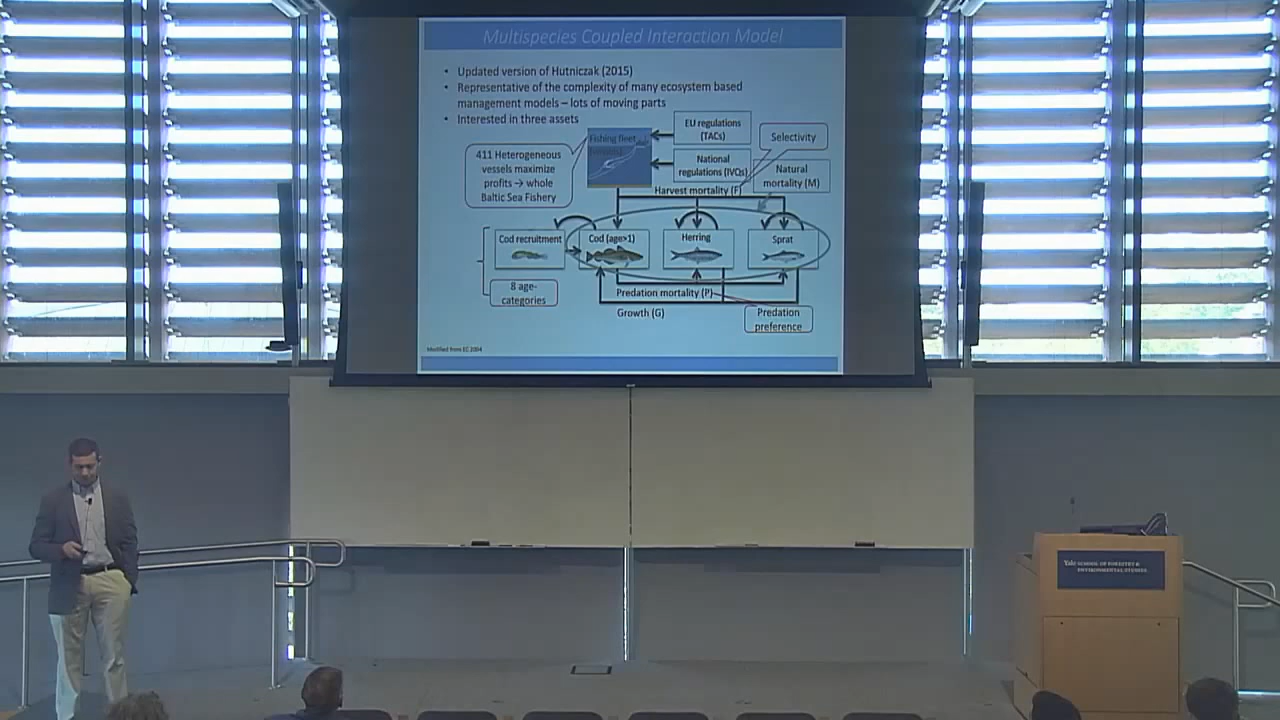 Multispecies Coupled Interaction Model
• Updated version of Hutniczak (2015)
• Representative of the complexity of many ecosystem based
management models – lots of moving parts
• Interested in three assets
EU regulations
(TACs)
Selectivity
Fishing fleet
411 Heterogeneous
vessels maximize
profits → whole
Baltic Sea Fishery
National
regulations (IVQs)
Natural
mortality (M)
Harvest mortality (F)
Cod recruitment
Cod (age>1)
Herring
Sprat
8 age-
categories
Predation mortality (P)
Growth (G)
Predation
preference
Modified from EC 2004
Yale SCHOOL OF FORESTRY &
ENVIRONMENTAL STUDIES